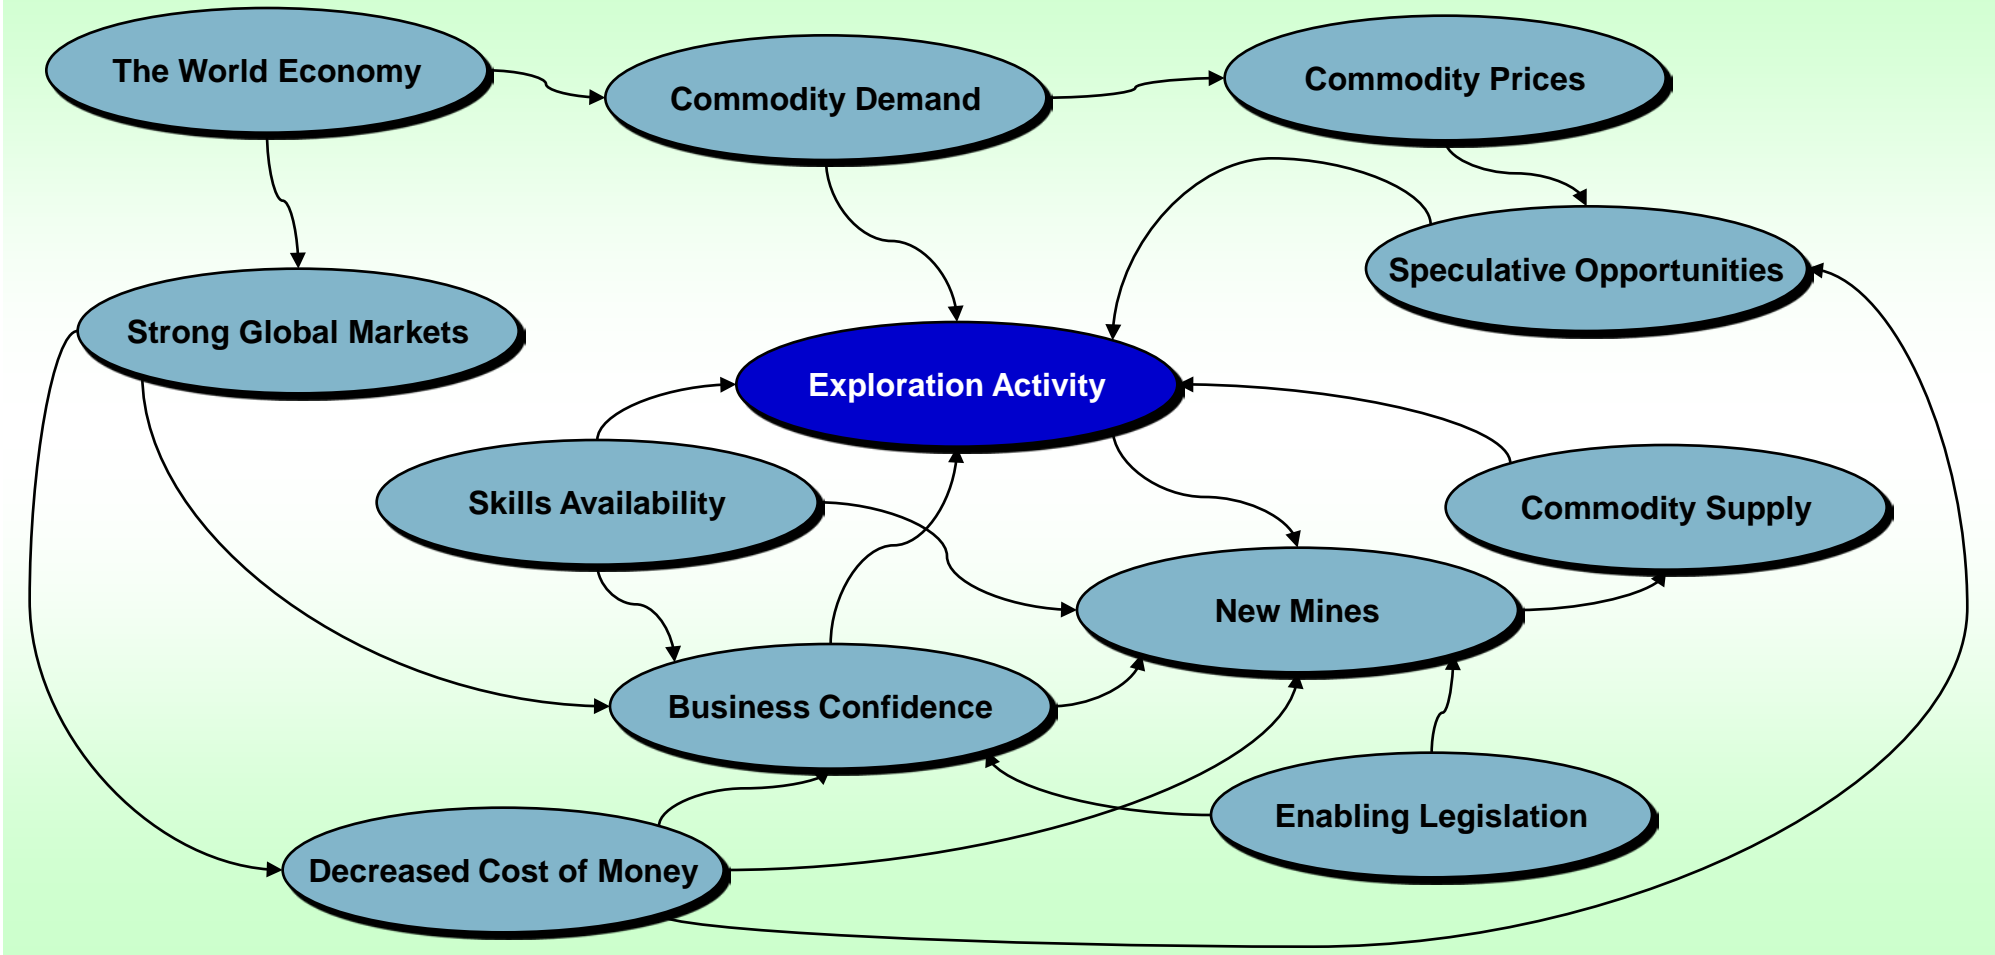 The World Economy
Commodity Demand
Commodity Prices
Speculative Opportunities
Strong Global Markets
Exploration Activity
Skills Availability
Commodity Supply
New Mines
Business Confidence
Enabling Legislation
Decreased Cost of Money